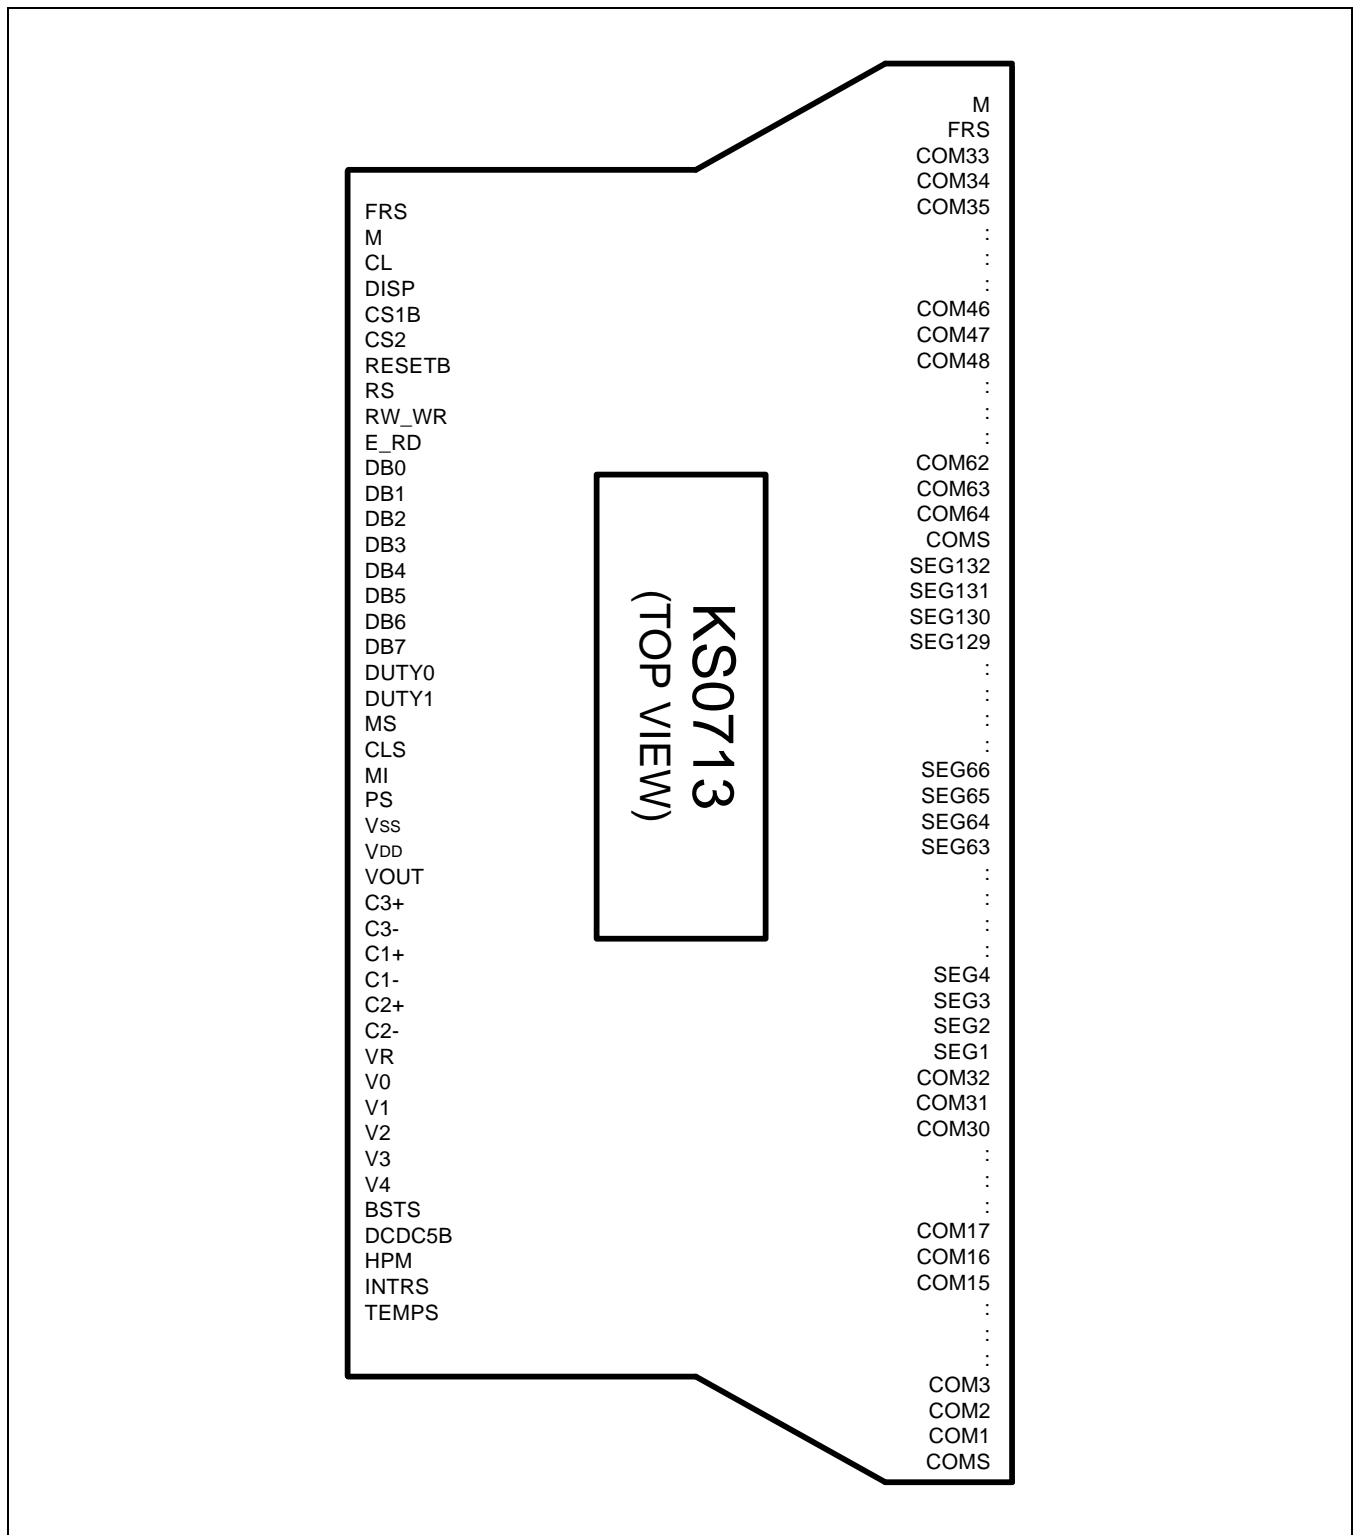 FRS
M
CL
DISP
CS1B
CS2
RESETB
RS
RW_WR
E_RD
DB0
DB1
DB2
DB3
DB4
DB5
DB6
DB7
DUTY0
DUTY1
MS
CLS
MI
PS
VSS
VDD
VOUT
C3+
C3-
C1+
C1-
C2+
C2-
VR
V0
V1
V2
V3
V4
BSTS
DCDC5B
HPM
INTRS
TEMPS
KS0713
(TOP VIEW)
M
FRS
COM33
COM34
COM35
:
:
:
COM46
COM47
COM48
:
:
:
COM62
COM63
COM64
COMS
SEG132
SEG131
SEG130
SEG129
:
:
:
:
SEG66
SEG65
SEG64
SEG63
:
:
:
:
SEG4
SEG3
SEG2
SEG1
COM32
COM31
COM30
:
:
:
COM17
COM16
COM15
:
:
:
COM3
COM2
COM1
COMS